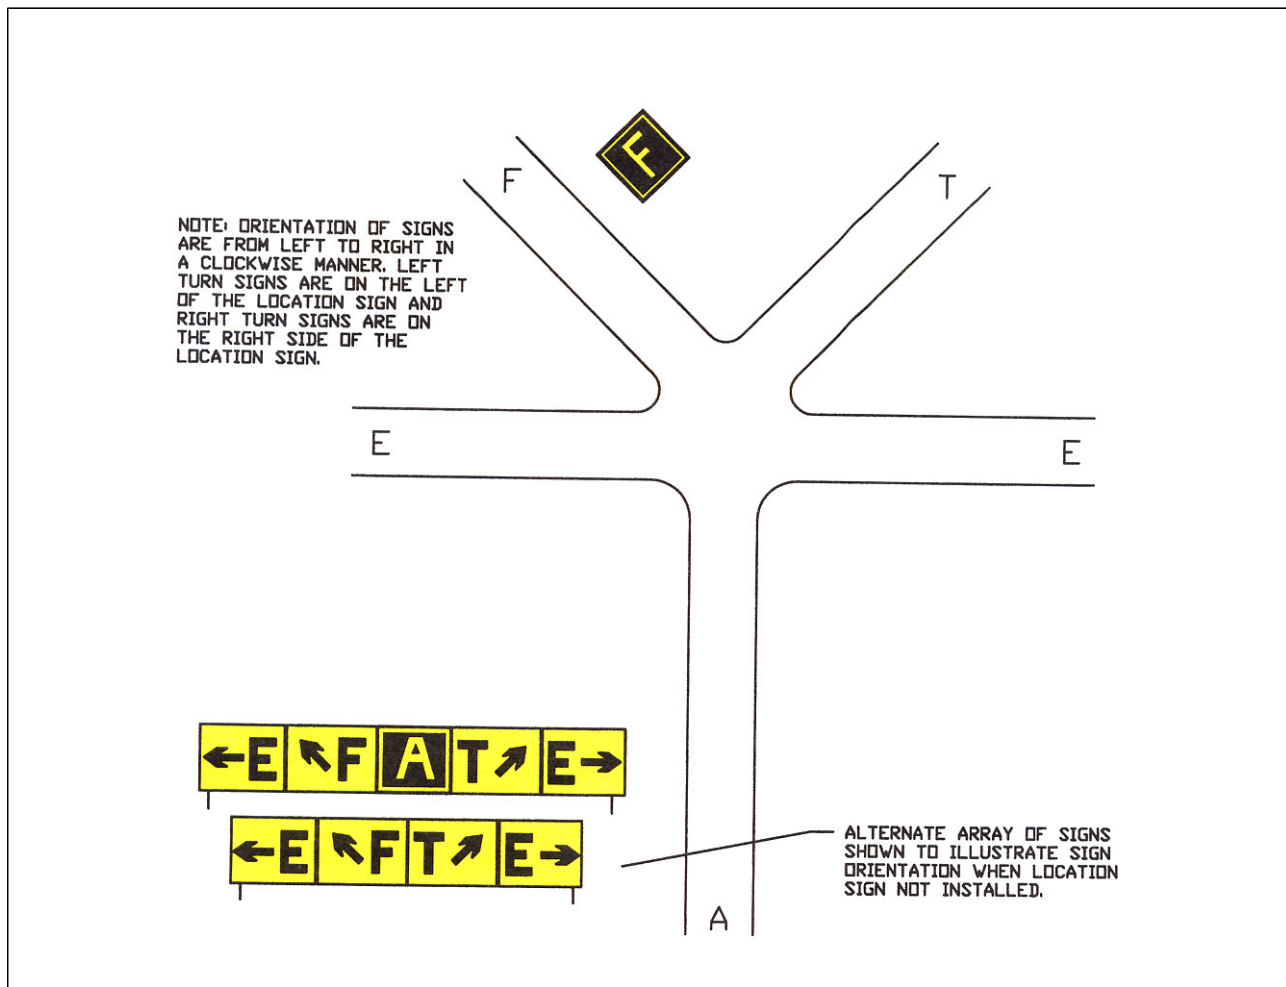 F
F
T
NOTE: ORIENTATION OF SIGNS
ARE FROM LEFT TO RIGHT IN
A CLOCKWISE MANNER. LEFT
TURN SIGNS ARE ON THE LEFT
OF THE LOCATION SIGN AND
RIGHT TURN SIGNS ARE ON
THE RIGHT SIDE OF THE
LOCATION SIGN.
E
E
←E ↖F A T↗ E→
←E ↖F T↗ E→
ALTERNATE ARRAY OF SIGNS
SHOWN TO ILLUSTRATE SIGN
ORIENTATION WHEN LOCATION
SIGN NOT INSTALLED.
A